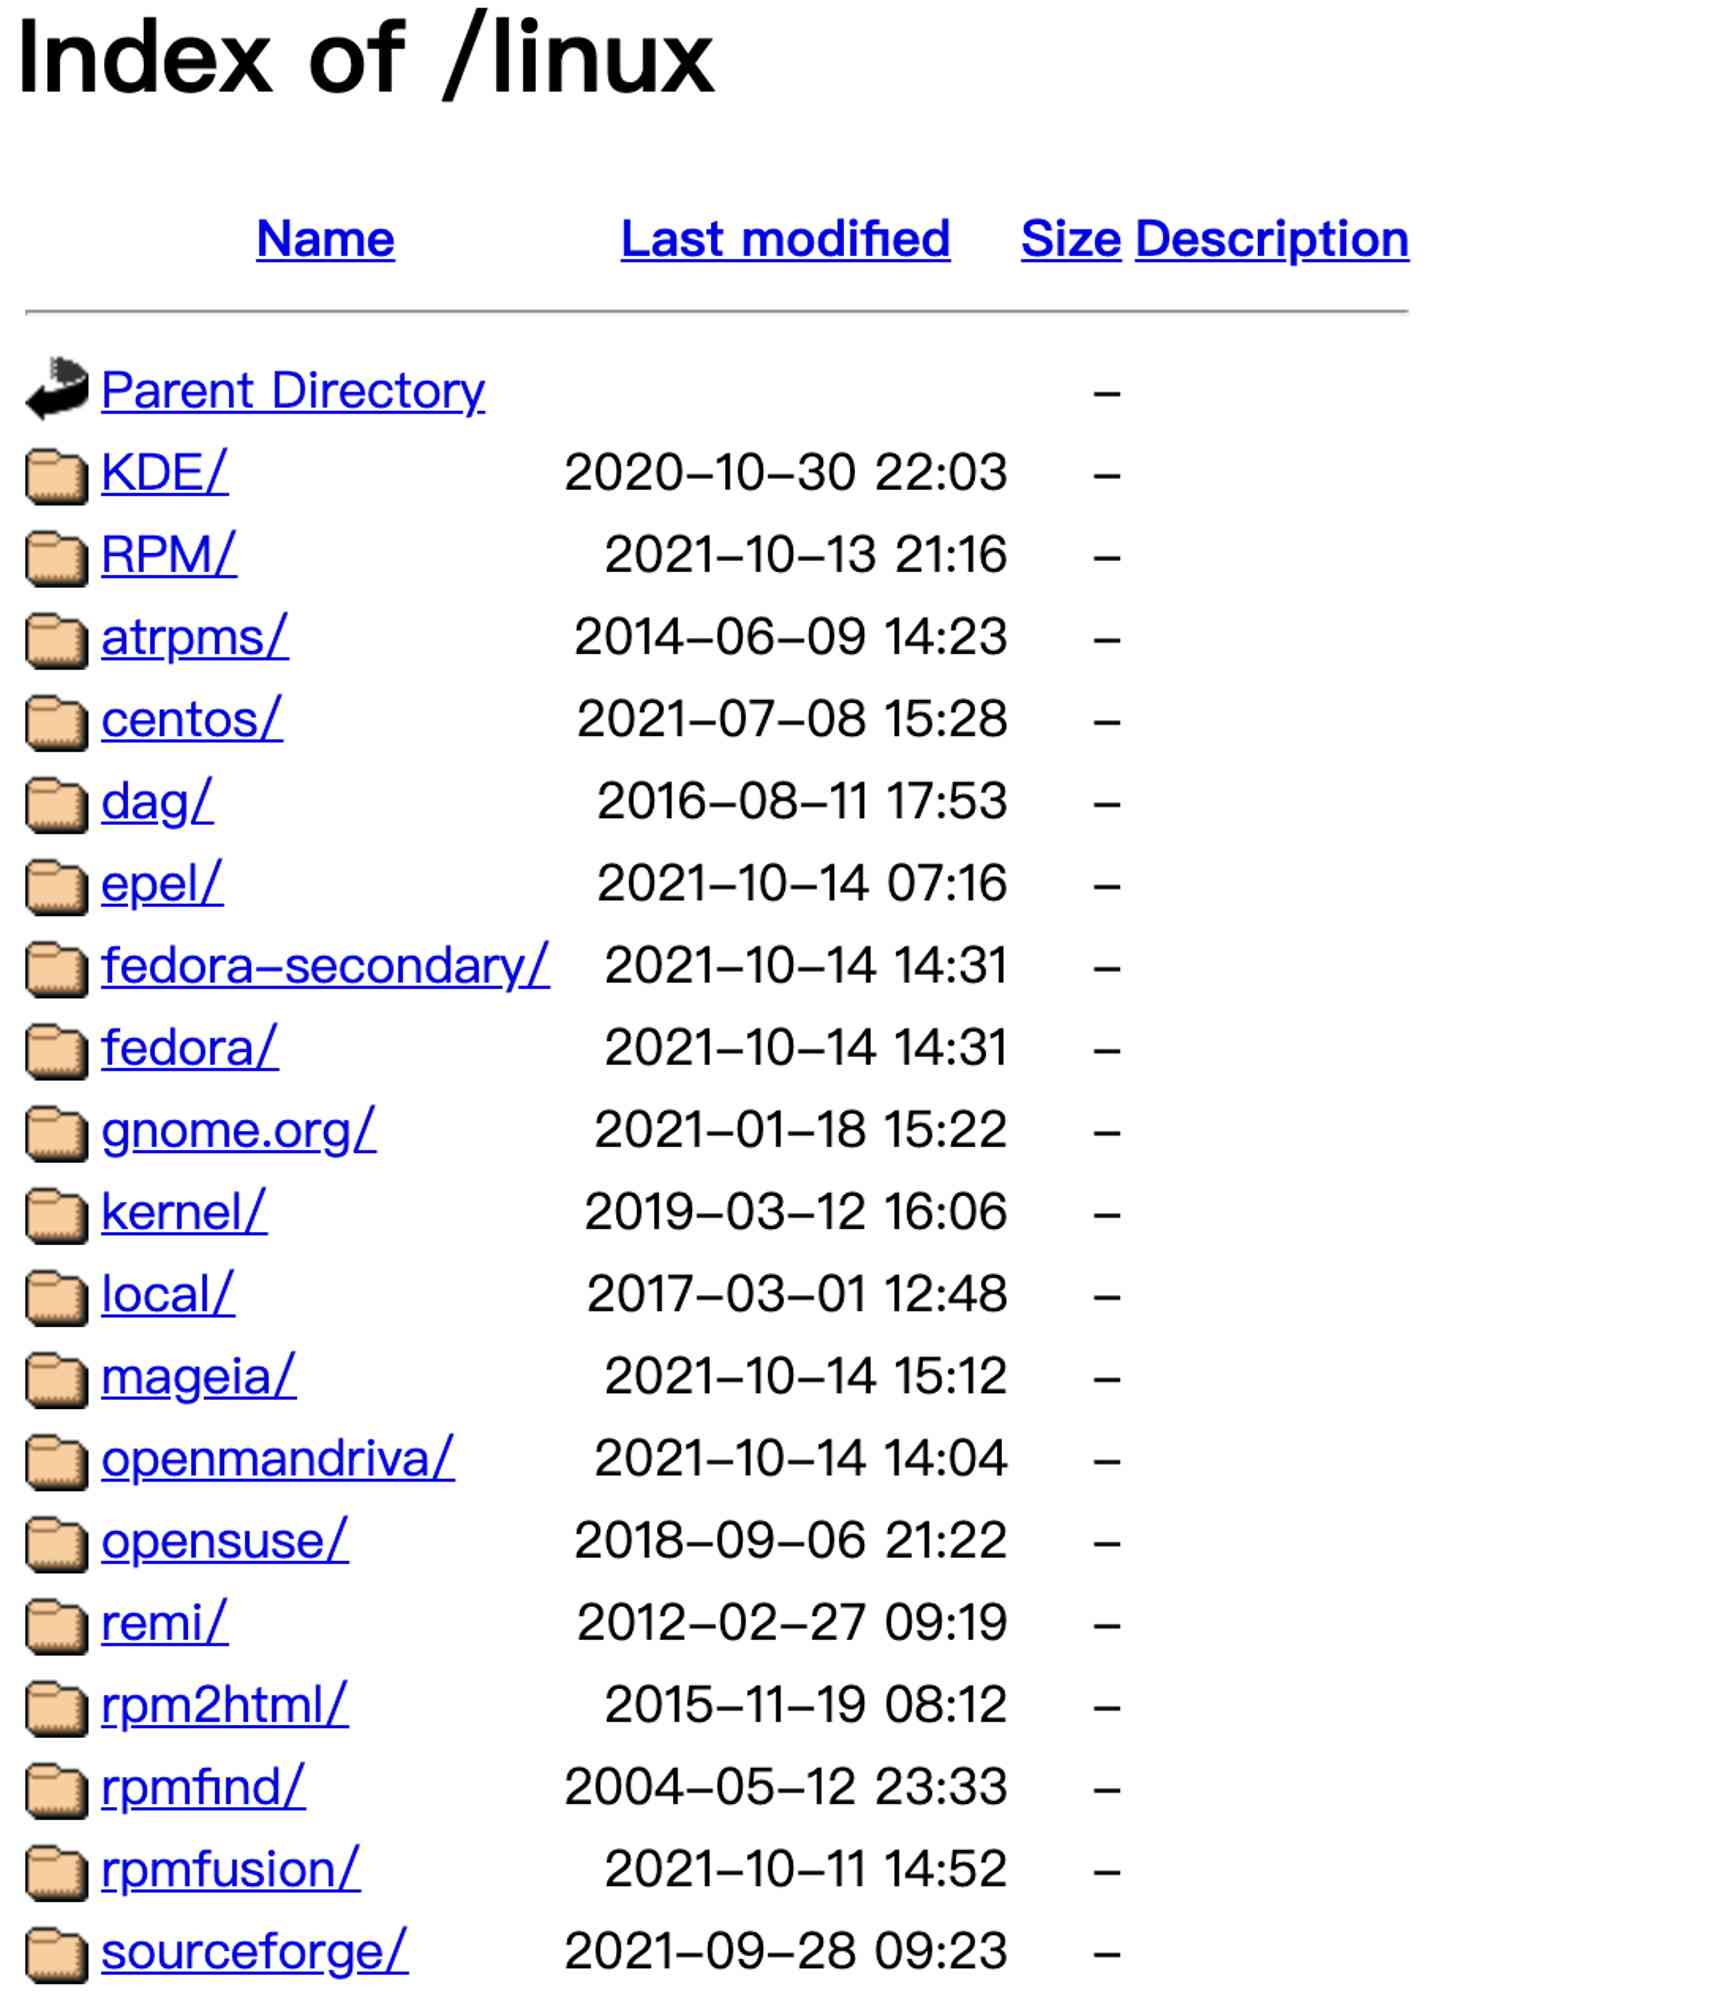 Index of /linux
Name Last modified Size Description
Parent Directory –
KDE/ 2020–10–30 22:03 –
RPM/ 2021–10–13 21:16 –
atrpms/ 2014–06–09 14:23 –
centos/ 2021–07–08 15:28 –
dag/ 2016–08–11 17:53 –
epel/ 2021–10–14 07:16 –
fedora–secondary/ 2021–10–14 14:31 –
fedora/ 2021–10–14 14:31 –
gnome.org/ 2021–01–18 15:22 –
kernel/ 2019–03–12 16:06 –
local/ 2017–03–01 12:48 –
mageia/ 2021–10–14 15:12 –
openmandriva/ 2021–10–14 14:04 –
opensuse/ 2018–09–06 21:22 –
remi/ 2012–02–27 09:19 –
rpm2html/ 2015–11–19 08:12 –
rpmfind/ 2004–05–12 23:33 –
rpmfusion/ 2021–10–11 14:52 –
sourceforge/ 2021–09–28 09:23 –